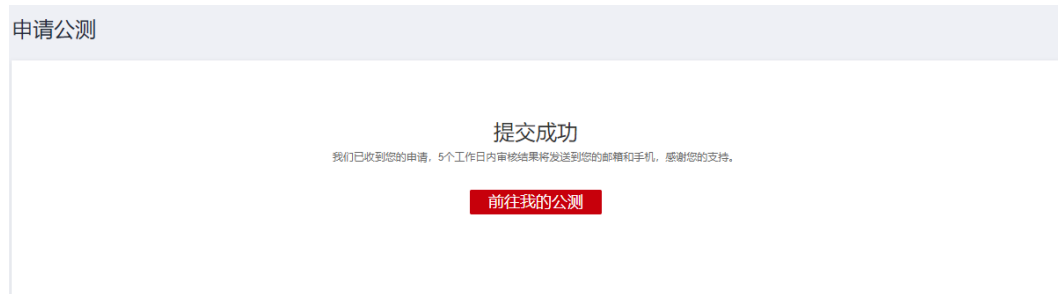 申请公测
提交成功
我们已收到您的申请，5个工作日内审核结果将发送到您的邮箱和手机，感谢您的支持。
前往我的公测